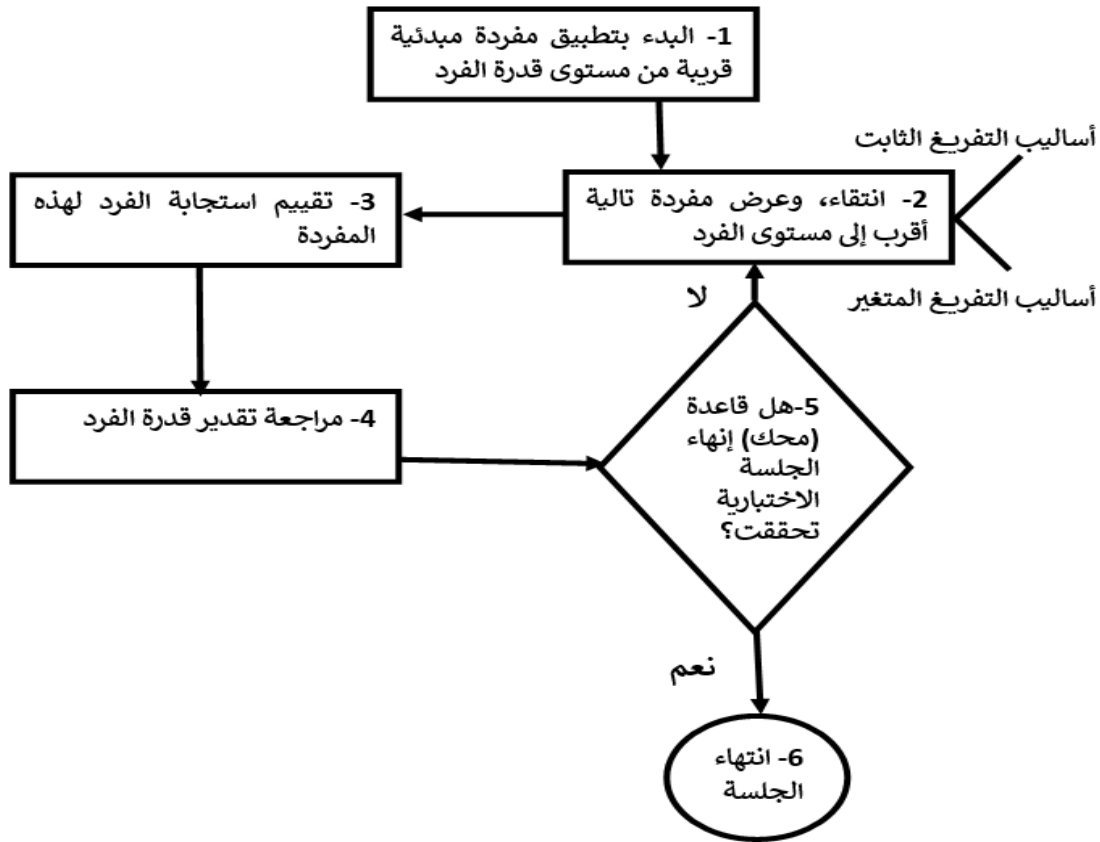 1- البدء بتطبيق مفردة مبدئية
قريبة من مستوى قدرة الفرد
أساليب التفريغ الثابت
2- انتقاء، وعرض مفردة تالية
أقرب إلى مستوى الفرد
3- تقييم استجابة الفرد لهذه
المفردة
أساليب التفريغ المتغير
لا
4- مراجعة تقدير قدرة الفرد
5-هل قاعدة
(محك) إنهاء
الجلسة
الاختبارية
تحققت؟
نعم
6- انتهاء
الجلسة